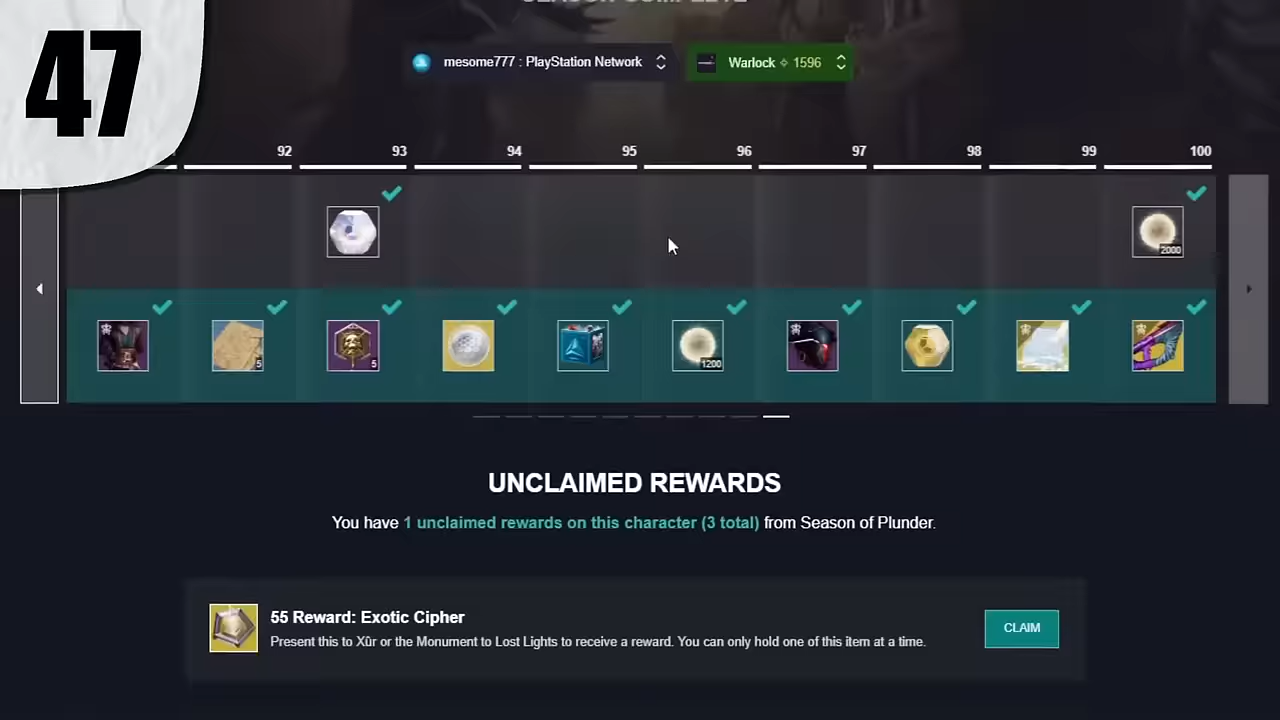 SEASON COMPLETE
47
mesome777 : PlayStation Network
Warlock ✧ 1596
92 93 94 95 96 97 98 99 100
2000
5
5
1200
UNCLAIMED REWARDS
You have 1 unclaimed rewards on this character (3 total) from Season of Plunder.
55 Reward: Exotic Cipher
Present this to Xûr or the Monument to Lost Lights to receive a reward. You can only hold one of this item at a time.
CLAIM